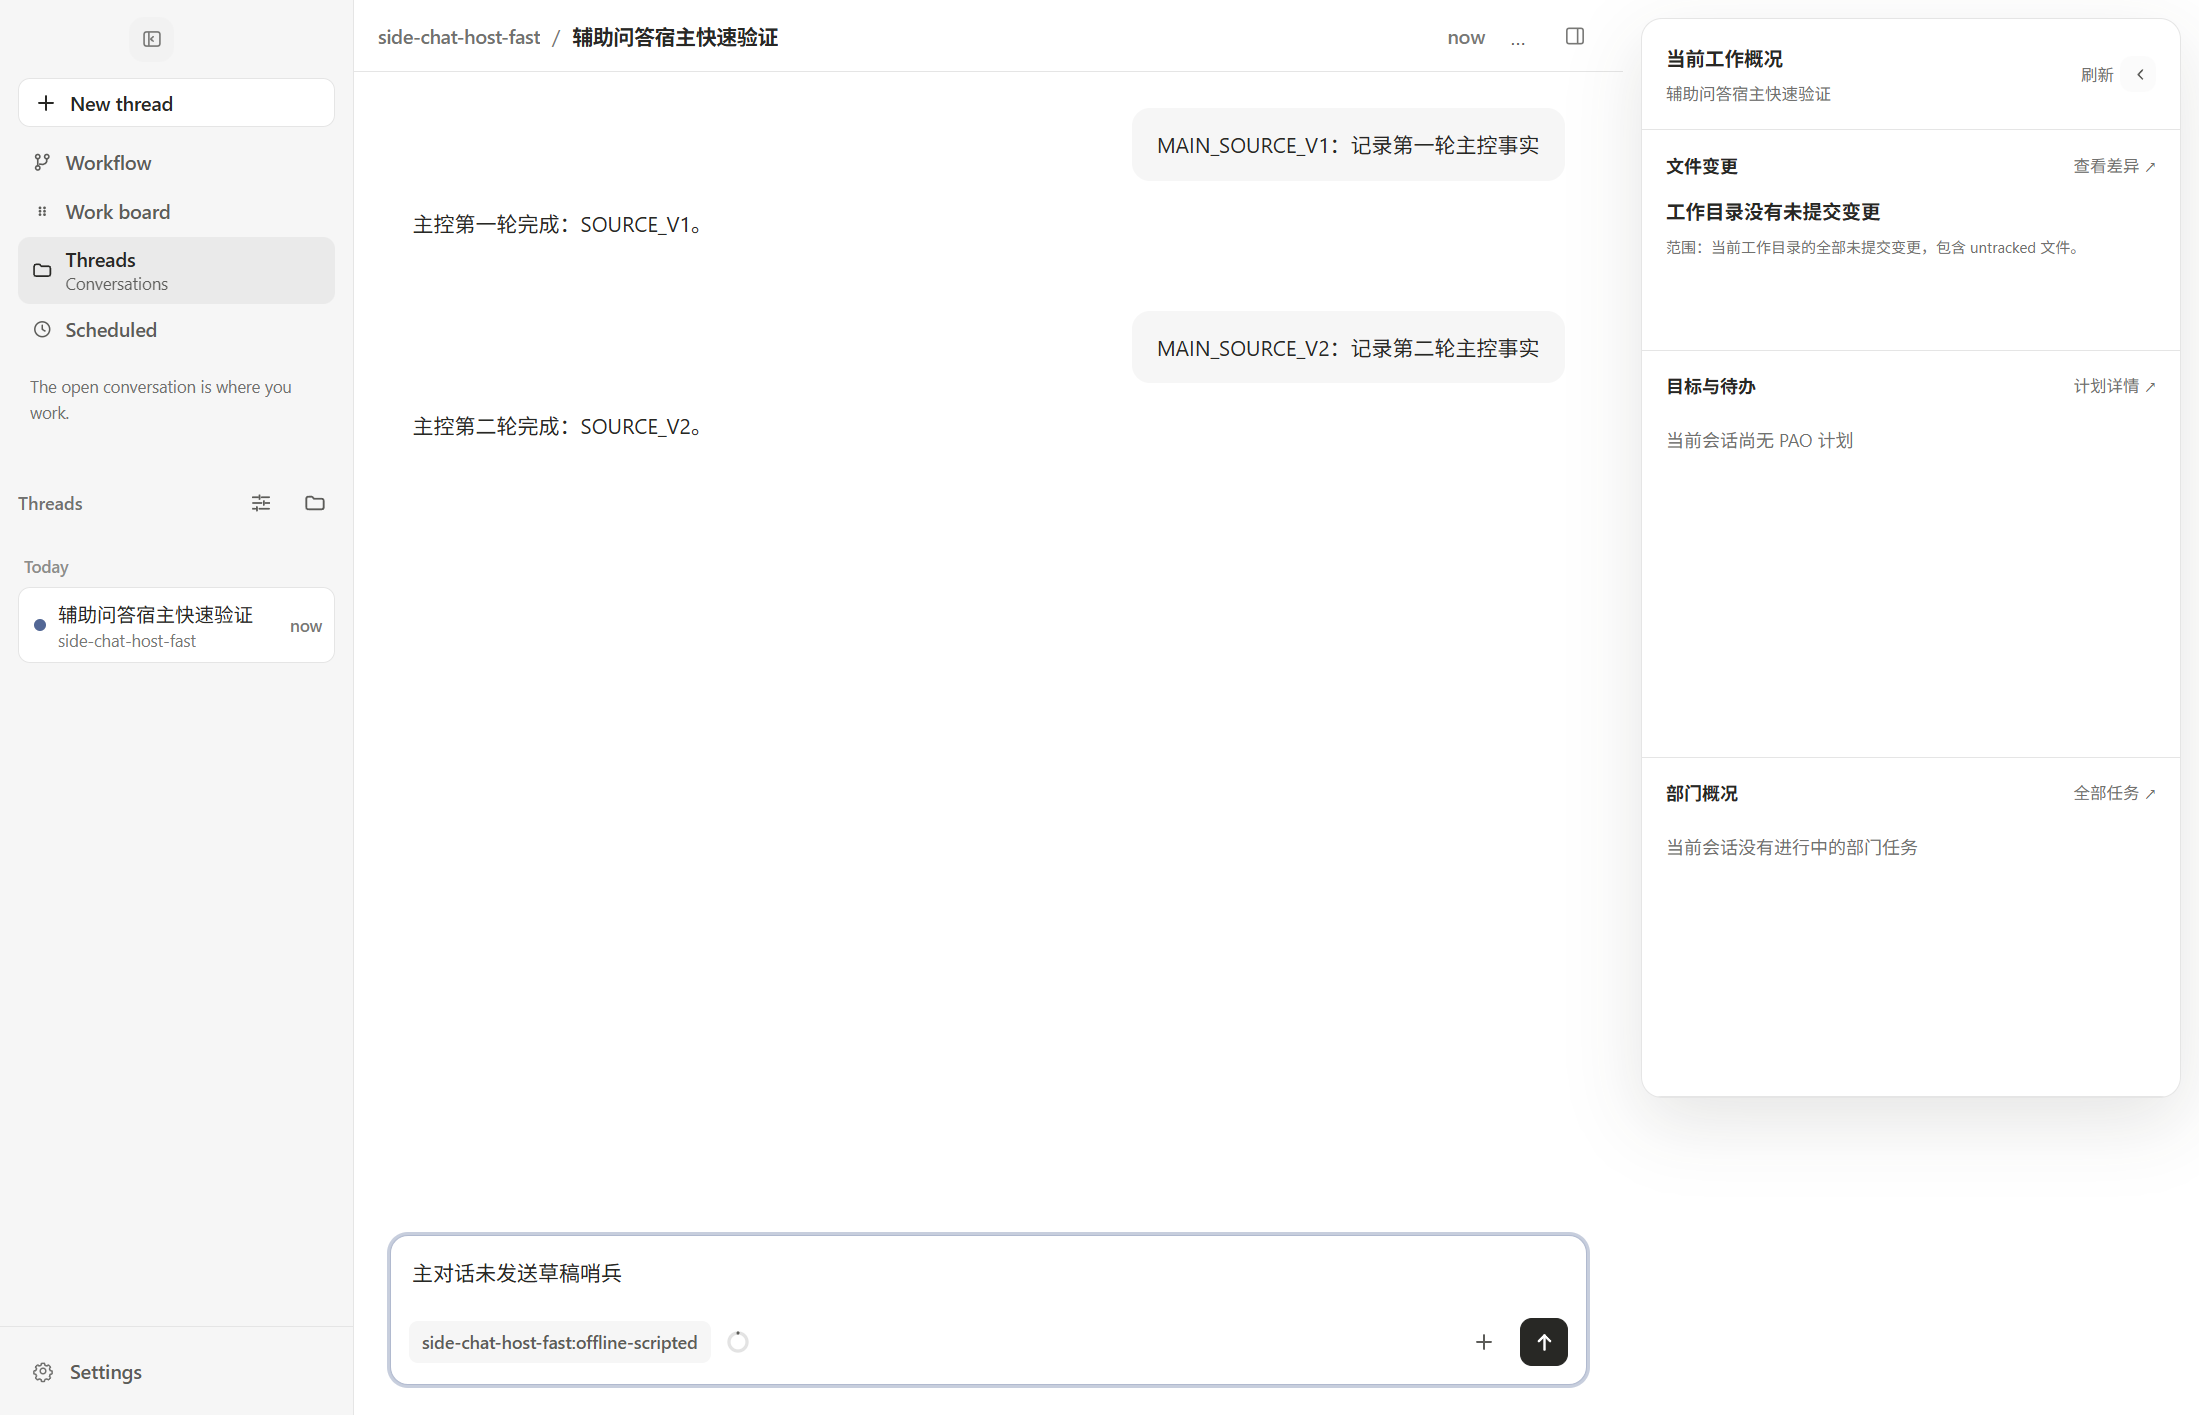 New thread
Workflow
Work board
Threads
Conversations
Scheduled
The open conversation is where you
work.
Threads
Today
辅助问答宿主快速验证
side-chat-host-fast
now
Settings
side-chat-host-fast / 辅助问答宿主快速验证
now ...
MAIN_SOURCE_V1：记录第一轮主控事实
主控第一轮完成：SOURCE_V1。
MAIN_SOURCE_V2：记录第二轮主控事实
主控第二轮完成：SOURCE_V2。
主对话未发送草稿哨兵
side-chat-host-fast:offline-scripted
当前工作概况
辅助问答宿主快速验证
刷新
文件变更
查看差异 ↗
工作目录没有未提交变更
范围：当前工作目录的全部未提交变更，包含 untracked 文件。
目标与待办
计划详情 ↗
当前会话尚无 PAO 计划
部门概况
全部任务 ↗
当前会话没有进行中的部门任务